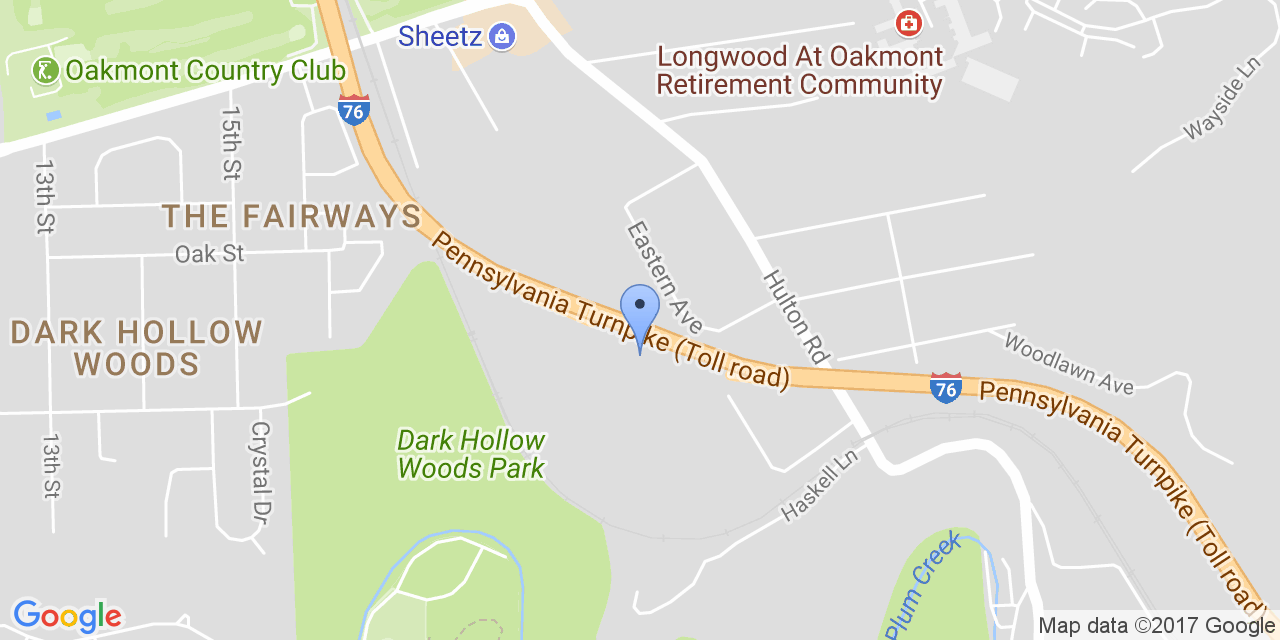 Sheetz
Oakmont Country Club
Longwood At Oakmont
Retirement Community
Wayside Ln
76
15th St
13th St
THE FAIRWAYS
Oak St
Pennsylvania Turnpike (Toll road)
Eastern Ave
Hulton Rd
DARK HOLLOW
WOODS
Woodlawn Ave
76
Pennsylvania Turnpike (Toll road)
13th St
Crystal Dr
Dark Hollow
Woods Park
Haskell Ln
Plum Creek
Google
Map data ©2017 Google